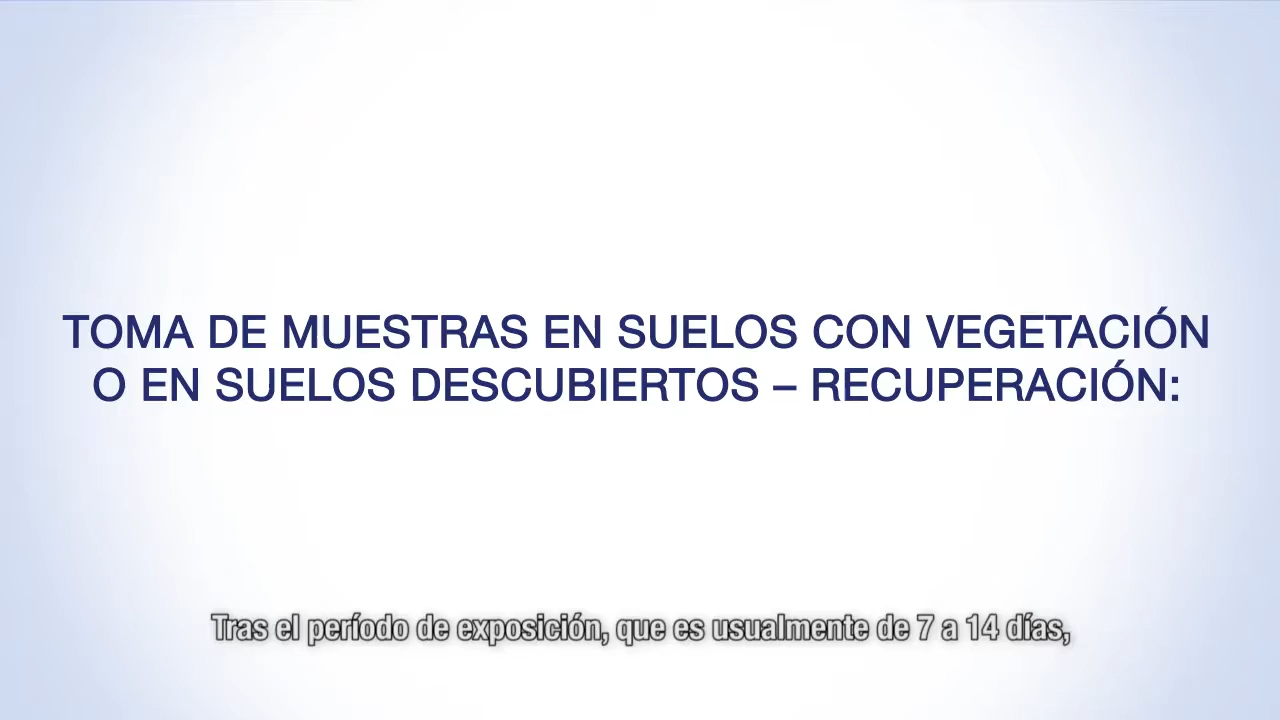 TOMA DE MUESTRAS EN SUELOS CON VEGETACIÓN
O EN SUELOS DESCUBIERTOS – RECUPERACIÓN:
Tras el período de exposición, que es usualmente de 7 a 14 días,